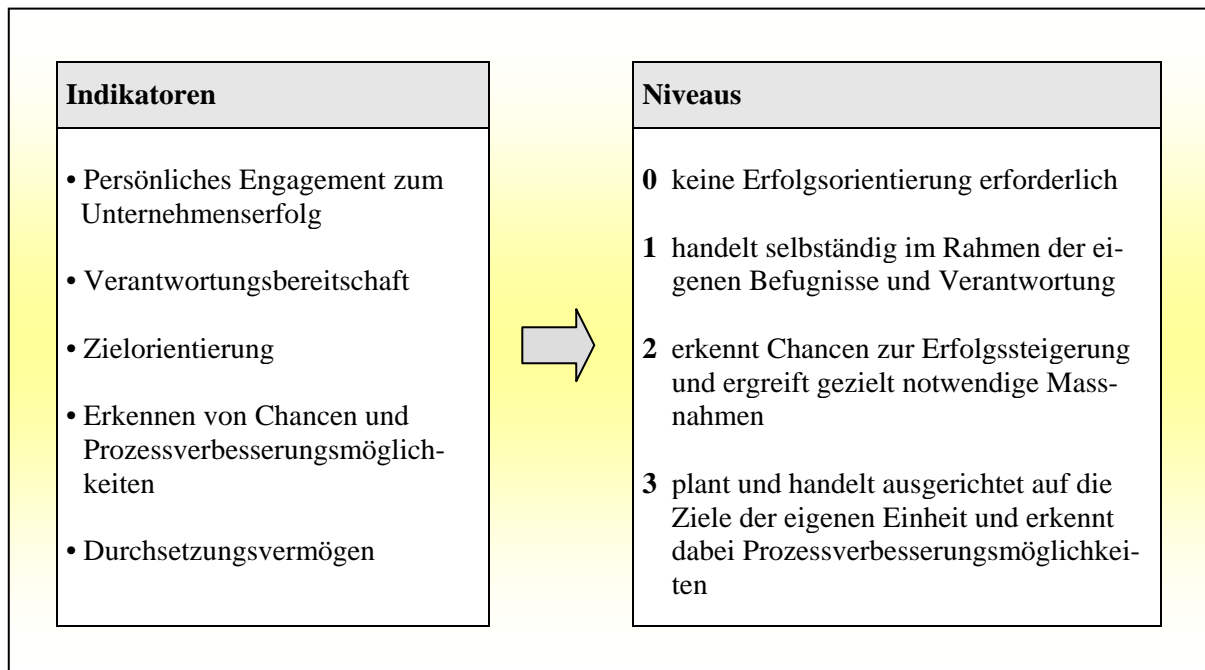 Indikatoren
• Persönliches Engagement zum
Unternehmenserfolg
• Verantwortungsbereitschaft
• Zielorientierung
• Erkennen von Chancen und
Prozessverbesserungsmöglich-
keiten
• Durchsetzungsvermögen
Niveaus
0 keine Erfolgsorientierung erforderlich
1 handelt selbständig im Rahmen der ei-
genen Befugnisse und Verantwortung
2 erkennt Chancen zur Erfolgssteigerung
und ergreift gezielt notwendige Mass-
nahmen
3 plant und handelt ausgerichtet auf die
Ziele der eigenen Einheit und erkennt
dabei Prozessverbesserungsmöglichkei-
ten